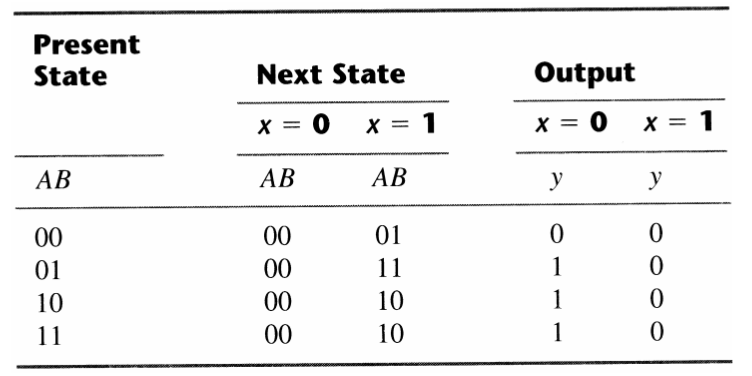 Present
State Next State Output
x = 0 x = 1 x = 0 x = 1
AB AB AB y y
00 00 01 0 0
01 00 11 1 0
10 00 10 1 0
11 00 10 1 0